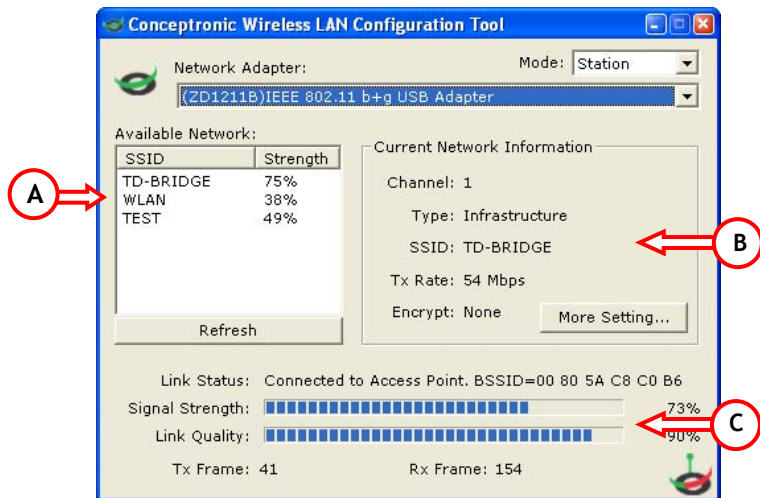 Conceptronic Wireless LAN Configuration Tool
Network Adapter:
Mode: Station
(ZD1211B)IEEE 802.11 b+g USB Adapter
Available Network:
SSID Strength
TD-BRIDGE 75%
WLAN 38%
TEST 49%
Refresh
Current Network Information
Channel: 1
Type: Infrastructure
SSID: TD-BRIDGE
Tx Rate: 54 Mbps
Encrypt: None
More Setting...
A
B
Link Status: Connected to Access Point. BSSID=00 80 5A C8 C0 B6
Signal Strength: 73%
Link Quality: 90%
C
Tx Frame: 41 Rx Frame: 154